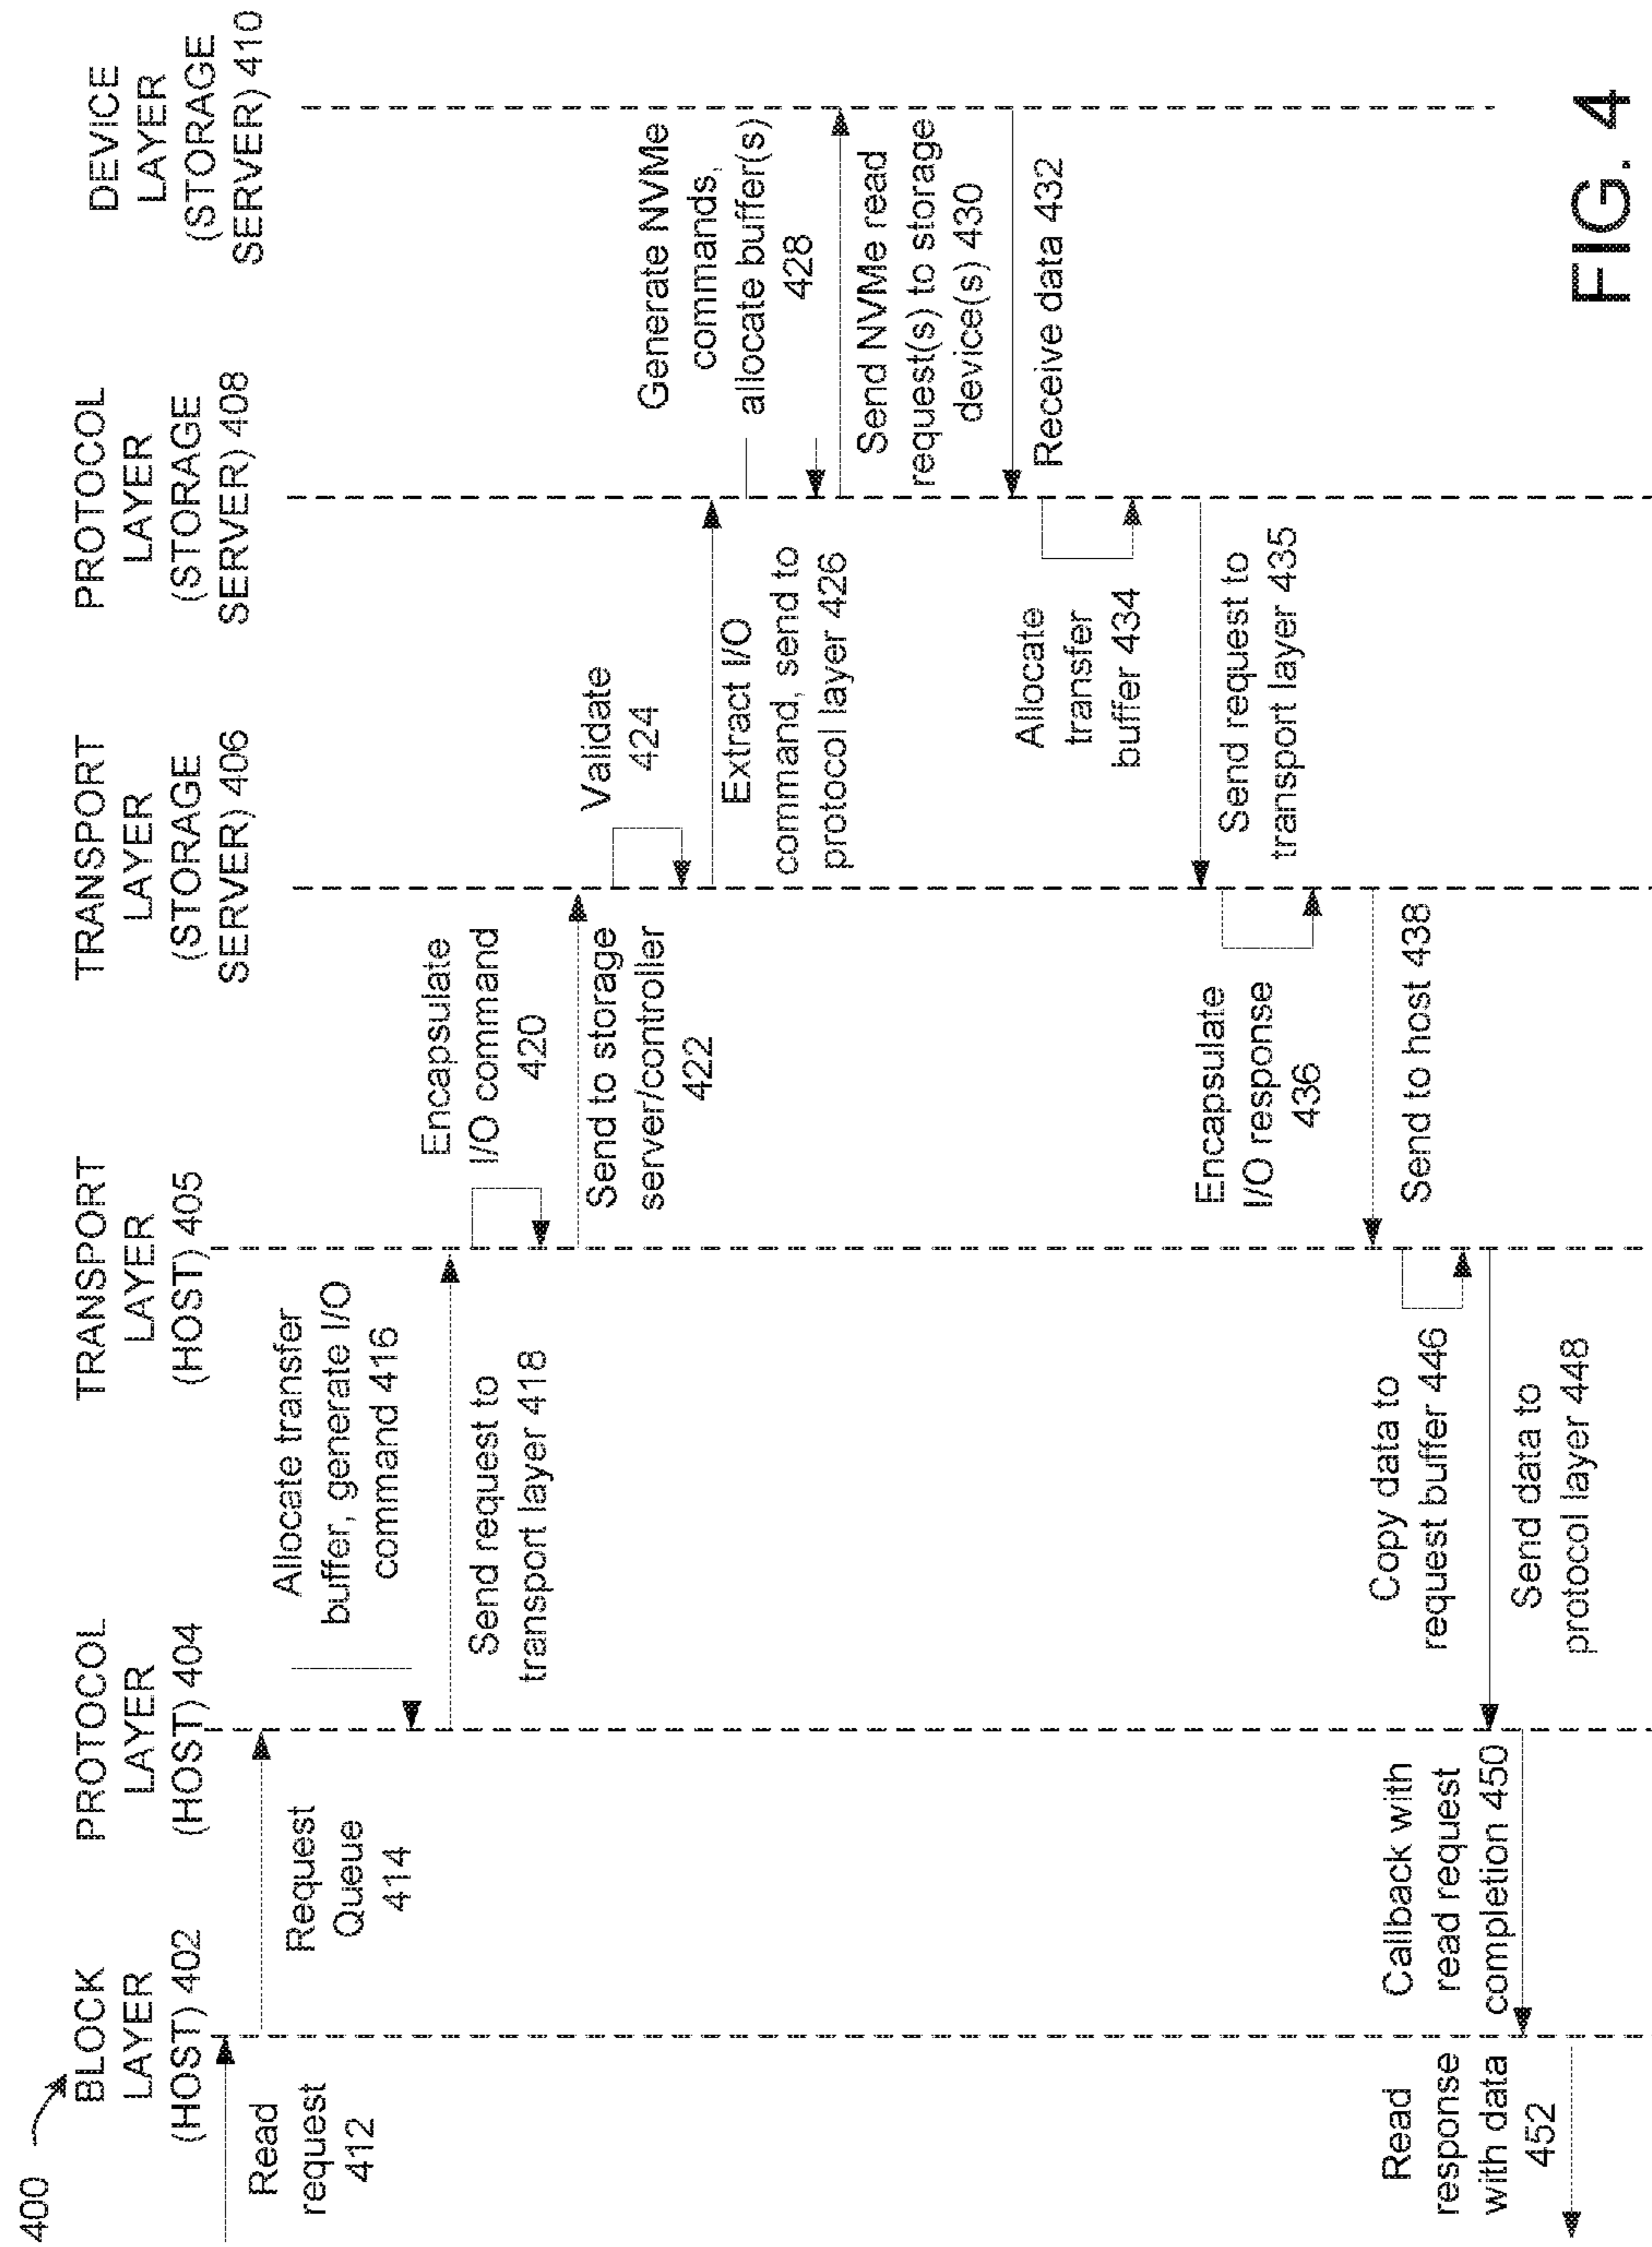 400
BLOCK
LAYER
(HOST) 402
PROTOCOL
LAYER
(HOST) 404
TRANSPORT
LAYER
(HOST) 405
TRANSPORT
LAYER
(STORAGE
SERVER) 406
PROTOCOL
LAYER
(STORAGE
SERVER) 408
DEVICE
LAYER
(STORAGE
SERVER) 410
Read
request
412
Request
Queue
414
Allocate transfer
buffer, generate I/O
command 416
Send request to
transport layer 418
Encapsulate
I/O command
420
Send to storage
server/controller
422
Validate
424
Extract I/O
command, send to
protocol layer 426
Generate NVMe
commands,
allocate buffer(s)
428
Send NVMe read
request(s) to storage
device(s) 430
Receive data 432
Allocate
transfer
buffer 434
Send request to
transport layer 435
Encapsulate
I/O response
436
Send to host 438
Copy data to
request buffer 446
Send data to
protocol layer 448
Callback with
read request
completion 450
Read
response
with data
452
FIG. 4